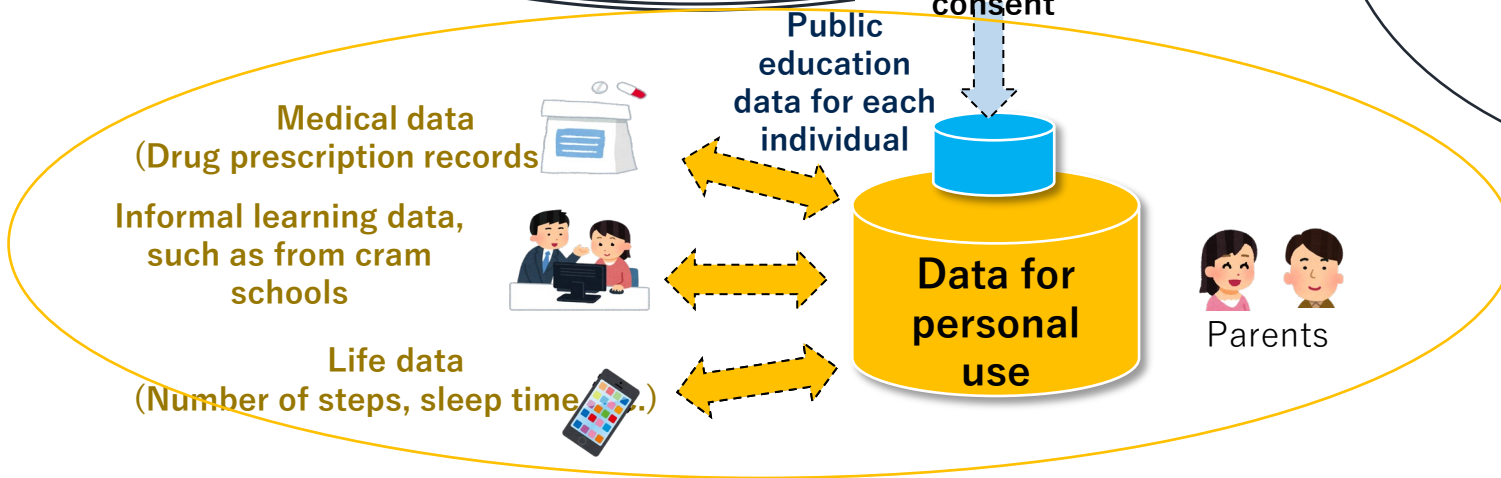 consent
Public
education
data for each
individual
Medical data
(Drug prescription records
Informal learning data,
such as from cram
schools
Life data
(Number of steps, sleep time .)
Data for
personal
use
Parents